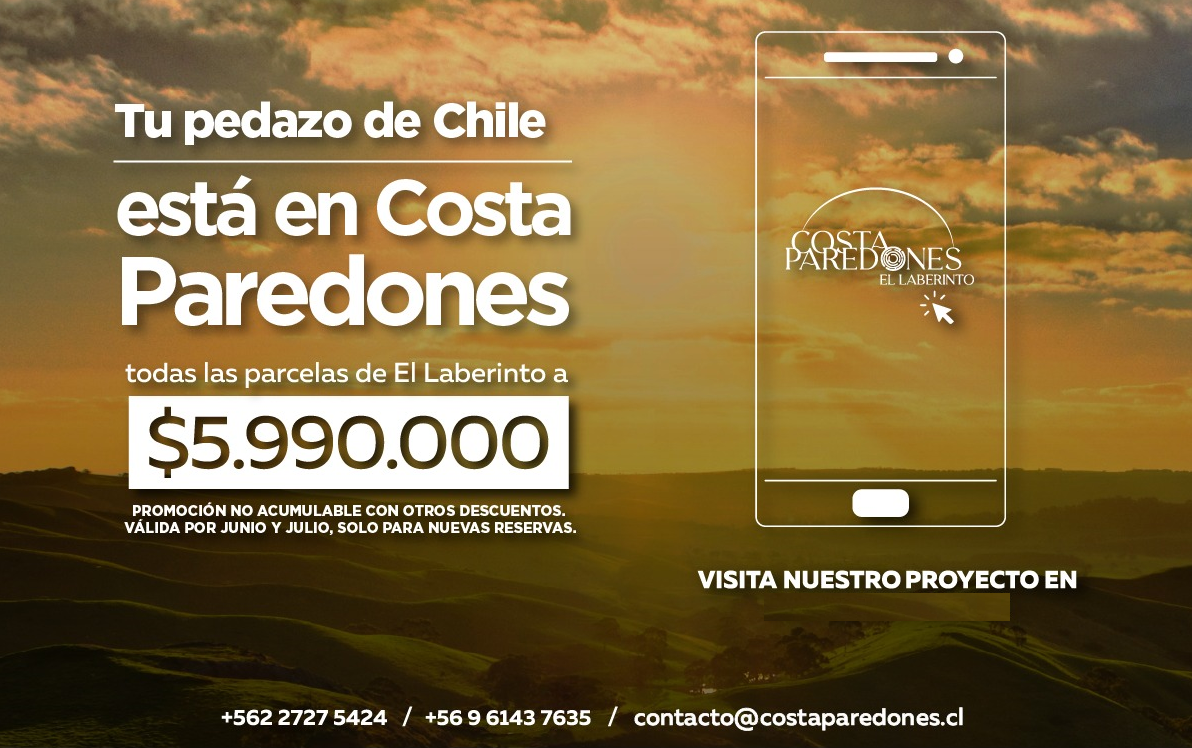 Tu pedazo de Chile
está en Costa
Paredones
todas las parcelas de El Laberinto a
$5.990.000
PROMOCIÓN NO ACUMULABLE CON OTROS DESCUENTOS.
VÁLIDA POR JUNIO Y JULIO, SOLO PARA NUEVAS RESERVAS.
COSTA
PAREDONES
EL LABERINTO
VISITA NUESTRO PROYECTO EN
+562 2727 5424 / +56 9 6143 7635 / contacto@costaparedones.cl